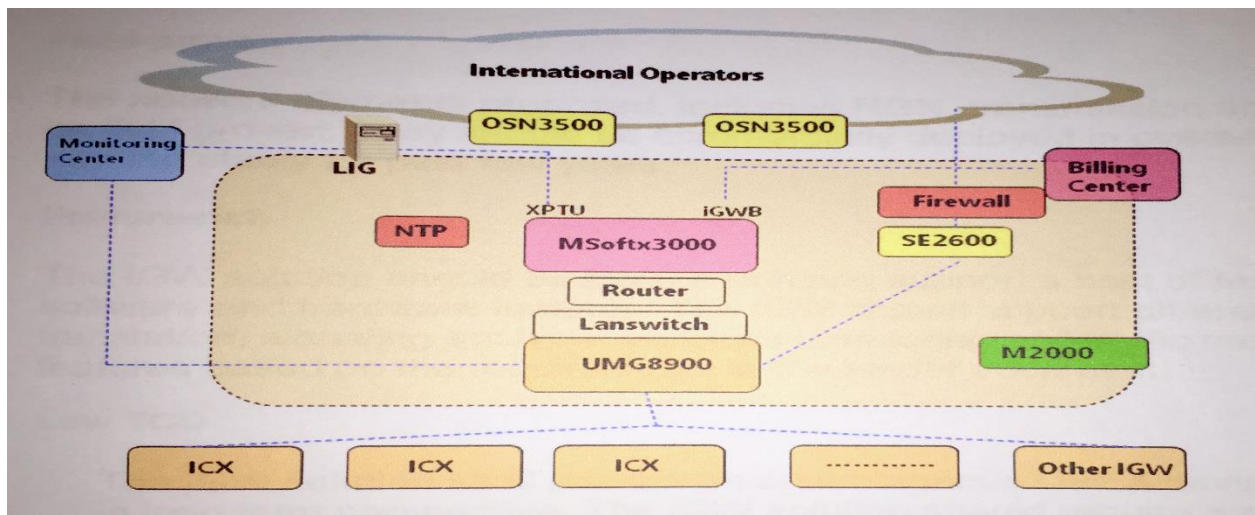 International Operators
OSN3500
OSN3500
Monitoring
Center
LIG
Billing
Center
XPTU
iGWB
Firewall
NTP
MSoftx3000
SE2600
Router
Lanswitch
UMG8900
M2000
ICX
ICX
ICX
-------------
Other IGW